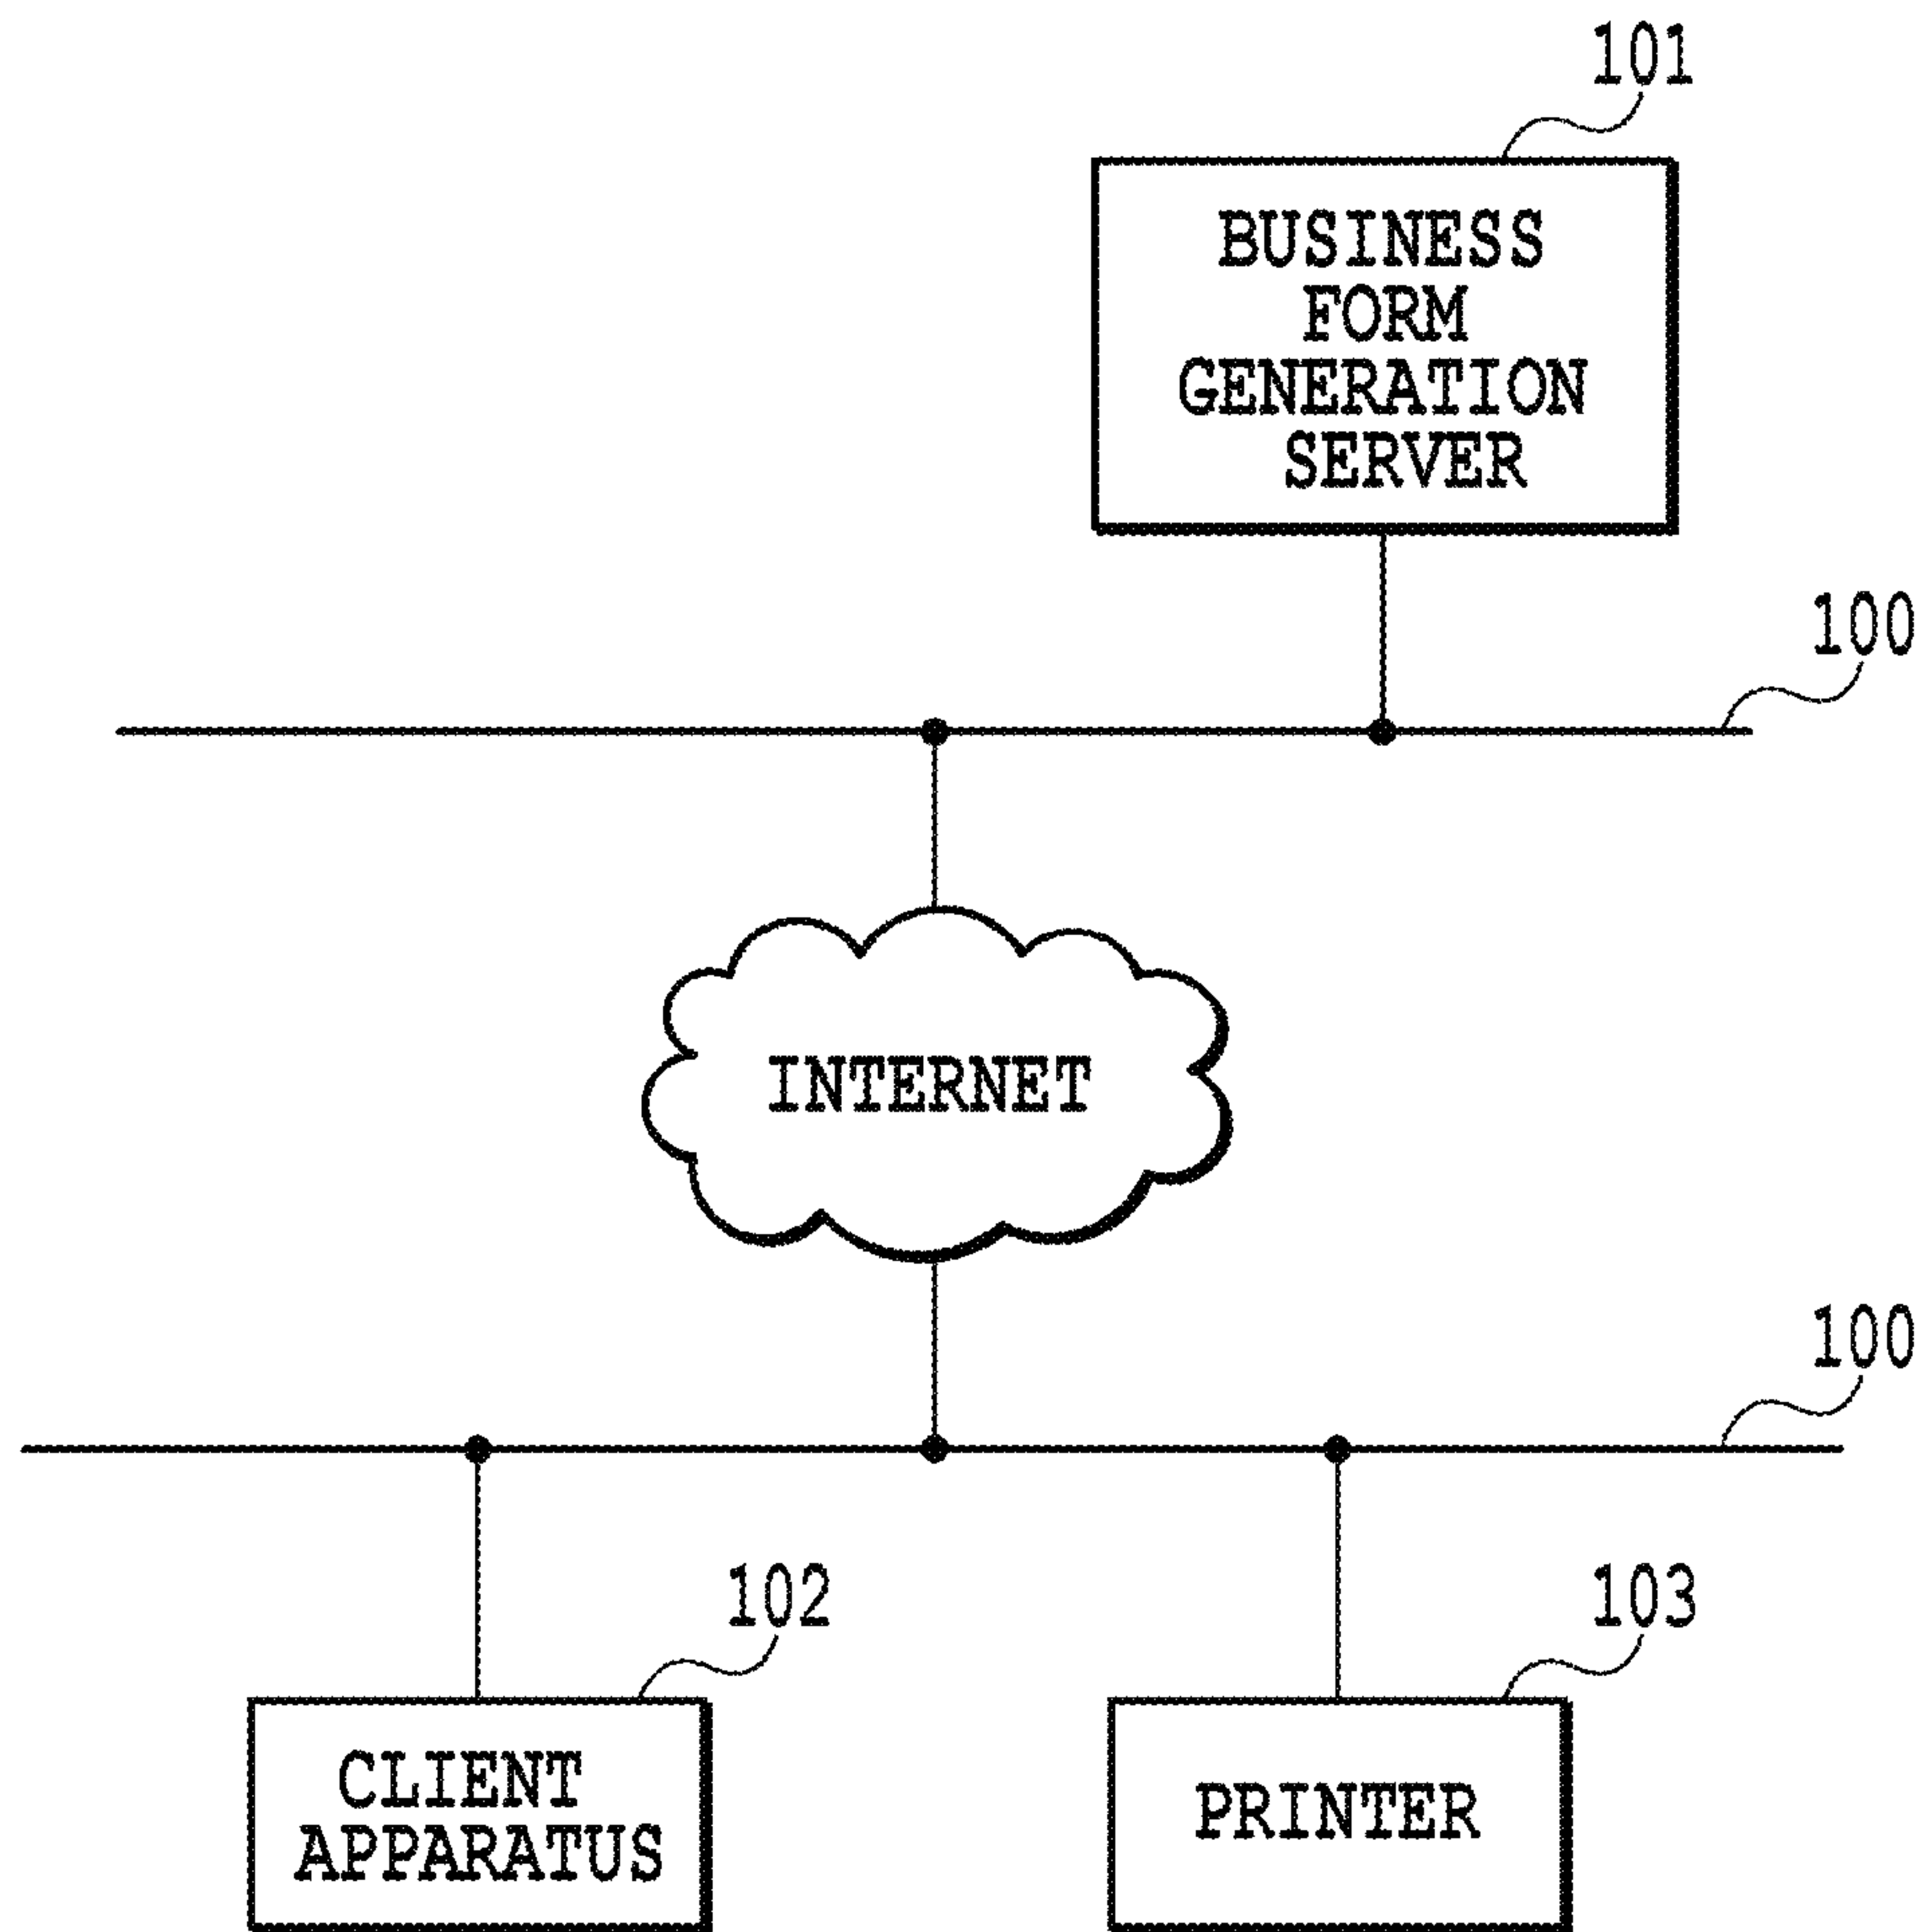 101
BUSINESS
FORM
GENERATION
SERVER
100
INTERNET
100
102
103
CLIENT
APPARATUS
PRINTER